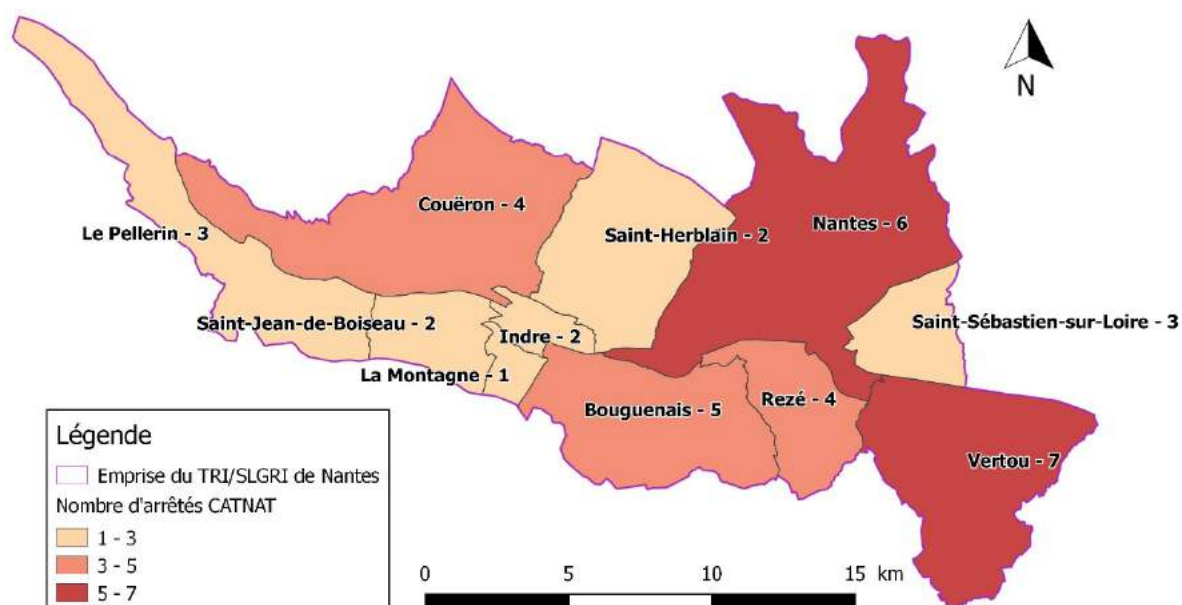 N
Couëron - 4
Nantes - 6
Le Pellerin - 3
Saint-Herblain - 2
Saint-Jean-de-Boiseau - 2
Indre - 2
Saint-Sébastien-sur-Loire - 3
La Montagne - 1
Bouguenais - 5
Rezé - 4
Vertou - 7
Légende
Emprise du TRI/SLGRI de Nantes
Nombre d'arrêtés CATNAT
1 - 3
3 - 5
5 - 7
0 5 10 15 km